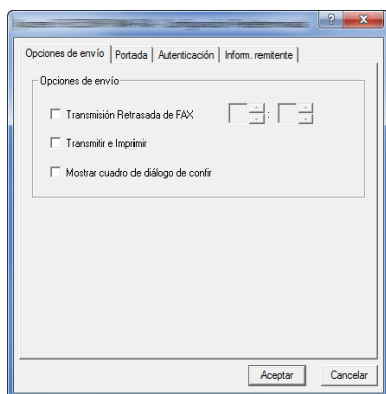 ?
X
Opciones de envío Portada Autenticación Inform. remitente
Opciones de envío
Transmisión Retrasada de FAX :
Transmitir e Imprimir
Mostrar cuadro de diálogo de confir
Aceptar Cancelar